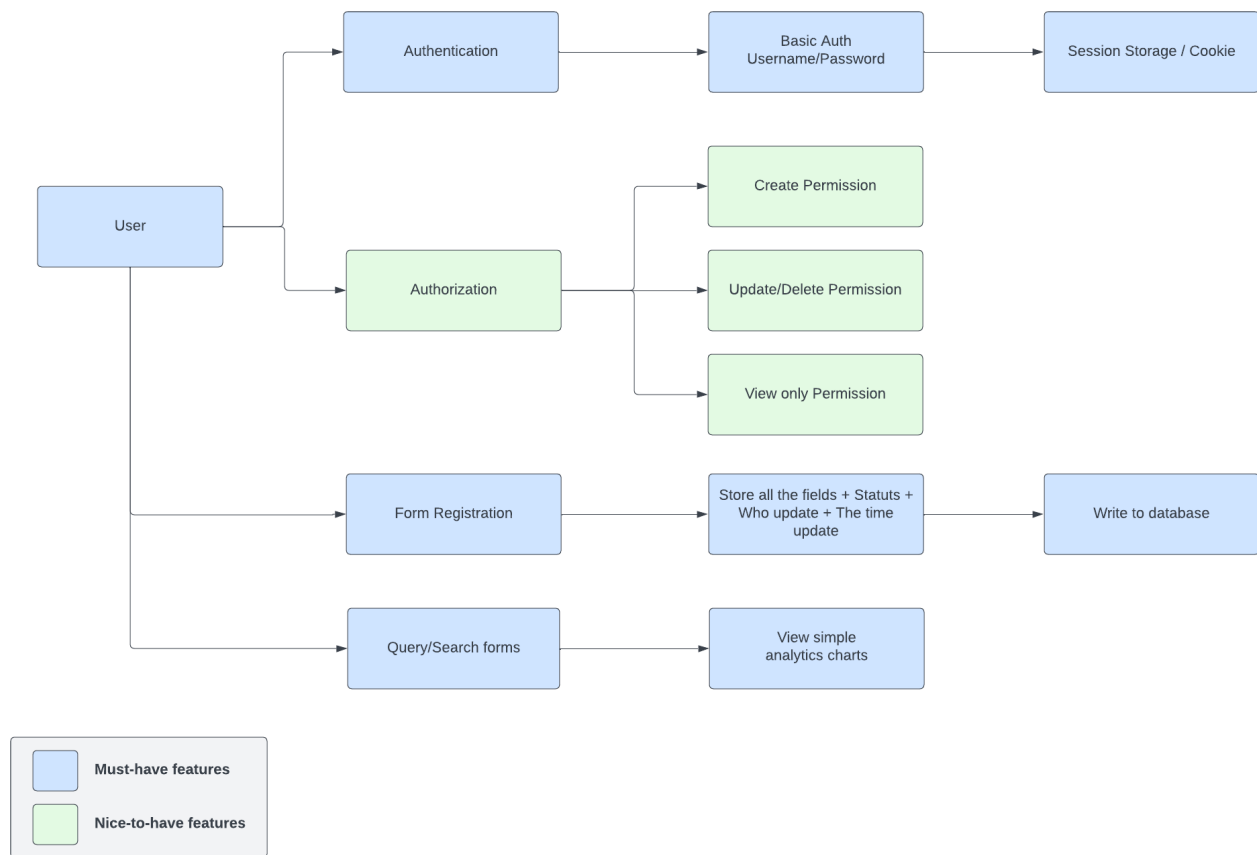 Authentication
Basic Auth
Username/Password
Session Storage / Cookie
User
Authorization
Create Permission
Update/Delete Permission
View only Permission
Form Registration
Store all the fields + Statuts +
Who update + The time
update
Write to database
Query/Search forms
View simple
analytics charts
Must-have features
Nice-to-have features